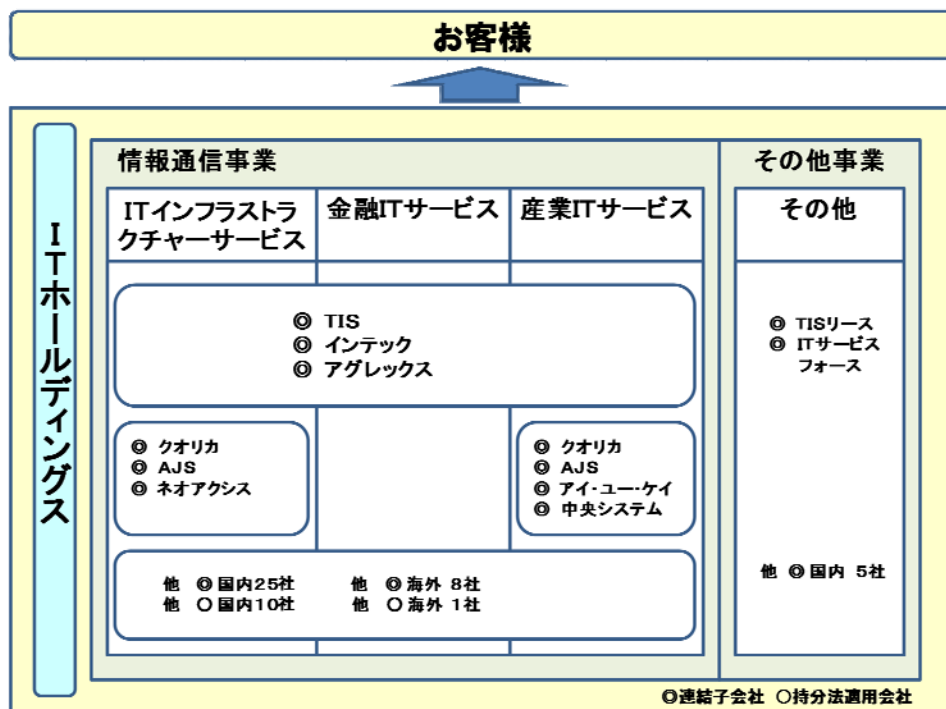 お客様
ITホールディングス
情報通信事業
その他事業
ITインフラストラ
クチャーサービス
金融ITサービス
産業ITサービス
その他
◎ TIS
◎ インテック
◎ アグレックス
◎ TISリース
◎ ITサービス
フォース
◎ クオリカ
◎ AJS
◎ ネオアクシス
◎ クオリカ
◎ AJS
◎ アイ・ユー・ケイ
◎ 中央システム
他 ◎国内25社
他 ○国内10社
他 ◎海外 8社
他 ○海外 1社
他 ◎国内 5社
◎連結子会社 ○持分法適用会社